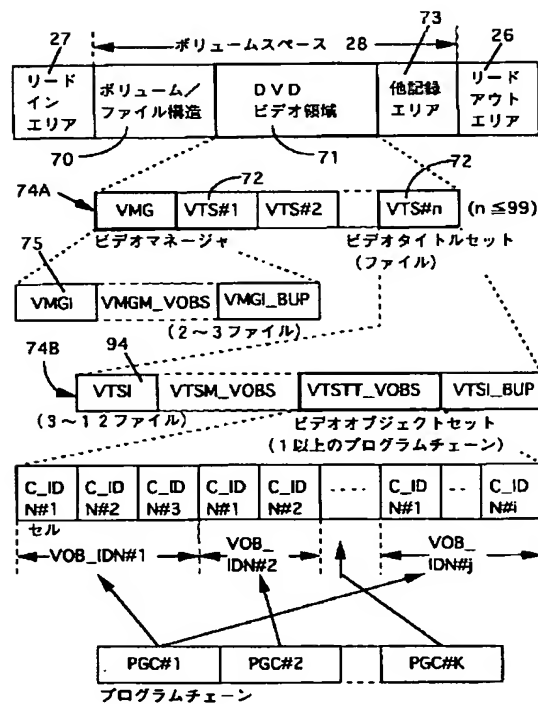 27
ボリュームスペース 28
73
26
リード
イン
エリア
ボリューム/
ファイル構造
DVD
ビデオ領域
他記録
エリア
リード
アウト
エリア
70
71
72
72
74A
VMG
VTS#1
VTS#2
VTS#n
(n≦99)
ビデオマネージャ
ビデオタイトルセット
(ファイル)
75
VMGI
VMGM_VOBS
VMGI_BUP
(2~3ファイル)
94
74B
VTSI
VTSM_VOBS
VTSTT_VOBS
VTSI_BUP
(3~12ファイル)
ビデオオブジェクトセット
(1以上のプログラムチェーン)
C_ID
N#1
C_ID
N#2
C_ID
N#3
C_ID
N#1
C_ID
N#2
....
C_ID
N#1
..
C_ID
N#i
セル
VOB_IDN#1
VOB_
IDN#2
VOB_
IDN#j
PGC#1
PGC#2
PGC#K
プログラムチェーン